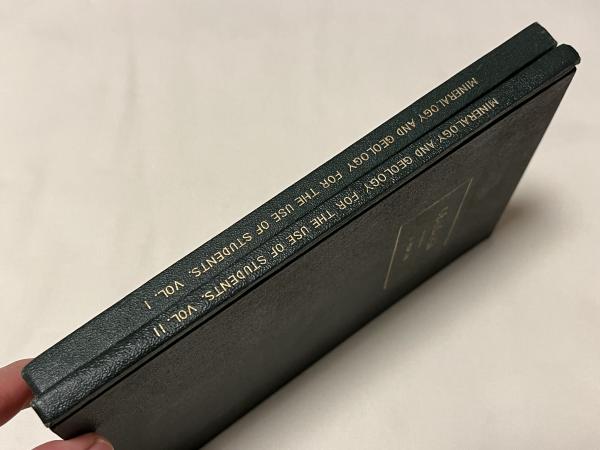 MINERALOGY AND GEOLOGY FOR THE USE OF STUDENTS. VOL. I
MINERALOGY AND GEOLOGY FOR THE USE OF STUDENTS. VOL. II